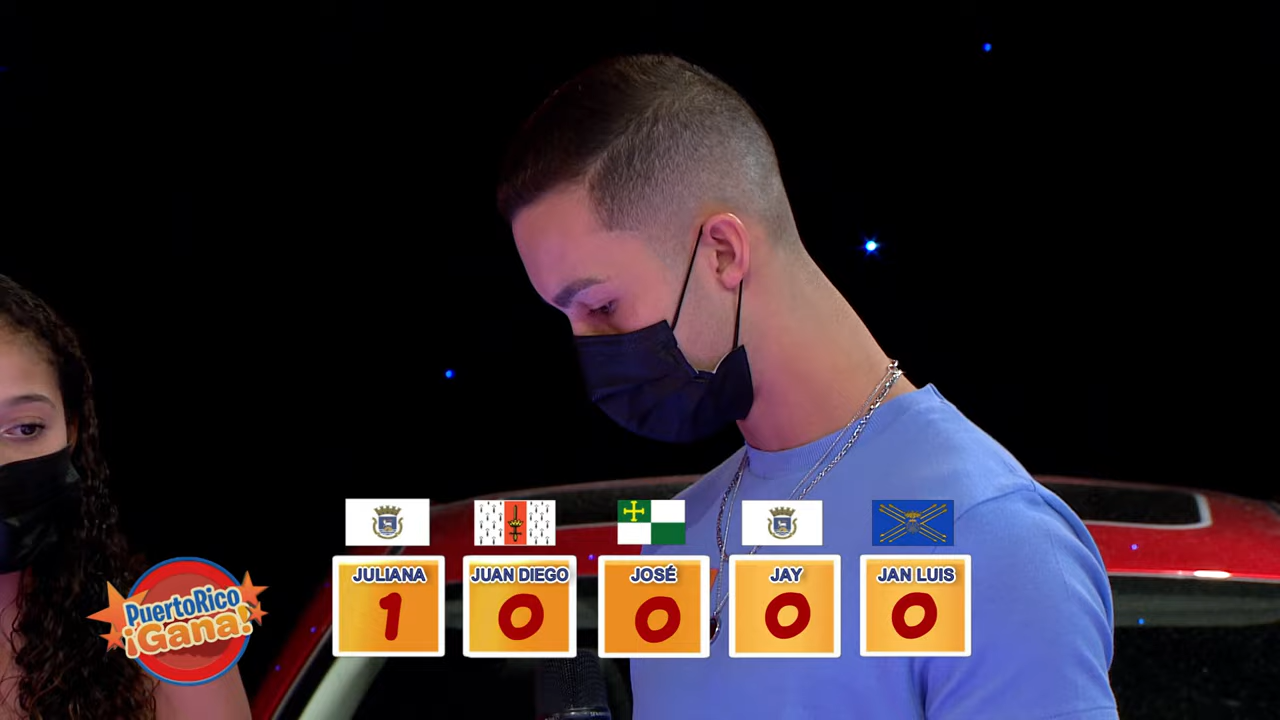 JULIANA
1
JUAN DIEGO
0
JOSÉ
0
JAY
0
JAN LUIS
0
PuertoRico
¡Gana!